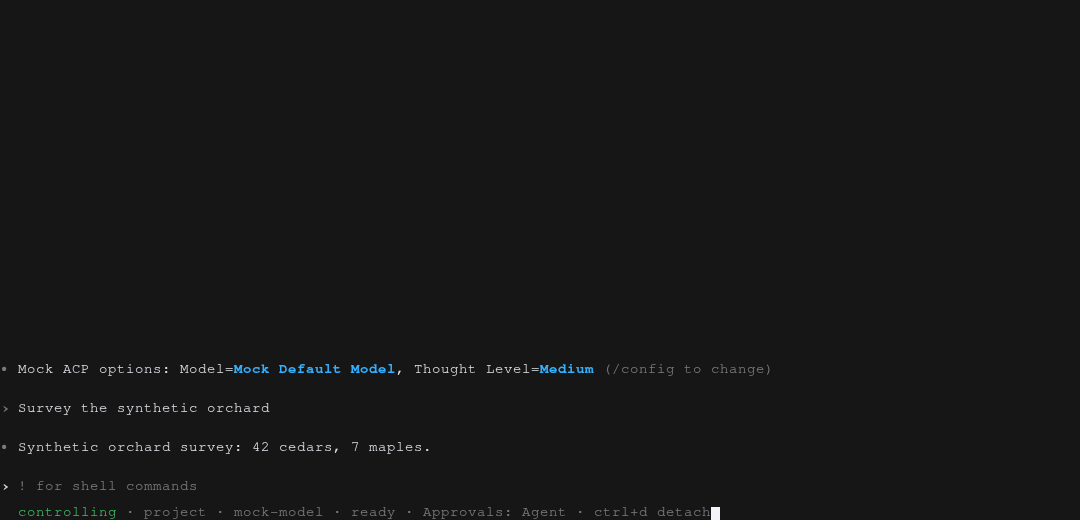 • Mock ACP options: Model=Mock Default Model, Thought Level=Medium (/config to change)
› Survey the synthetic orchard
• Synthetic orchard survey: 42 cedars, 7 maples.
› ! for shell commands
controlling · project · mock-model · ready · Approvals: Agent · ctrl+d detach